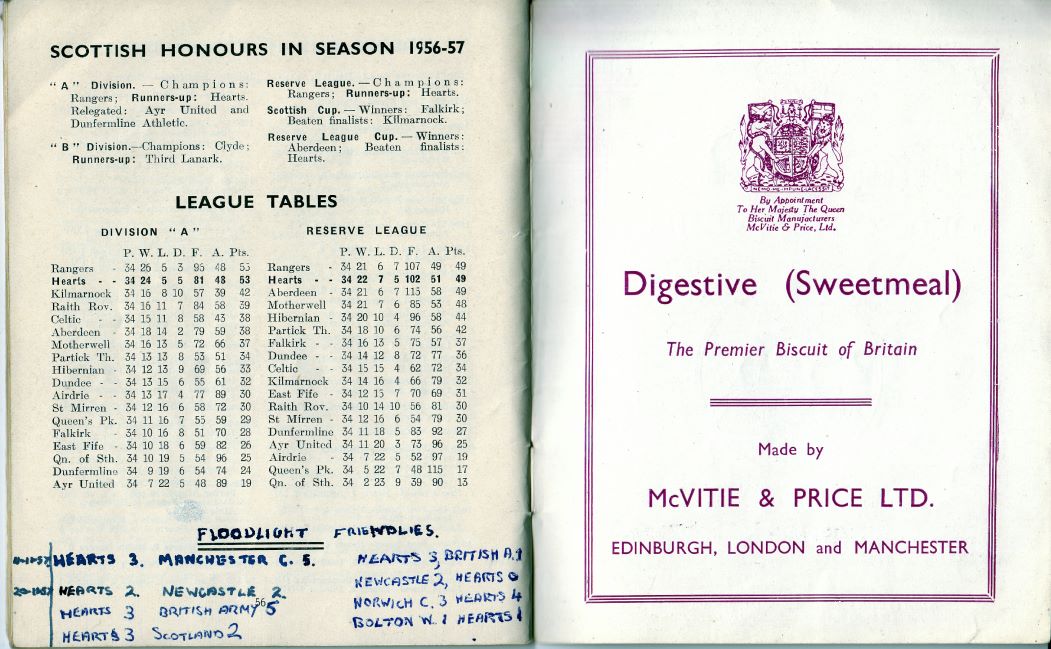 SCOTTISH HONOURS IN SEASON 1956-57
"A" Division. — Champions:
Rangers; Runners-up: Hearts.
Relegated: Ayr United and
Dunfermline Athletic.
"B" Division.—Champions: Clyde;
Runners-up: Third Lanark.
Reserve League. — Champions:
Rangers; Runners-up: Hearts.
Scottish Cup. — Winners: Falkirk;
Beaten finalists: Kilmarnock.
Reserve League Cup. — Winners:
Aberdeen; Beaten finalists:
Hearts.
LEAGUE TABLES
DIVISION "A"
P. W. L. D. F. A. Pts.
Rangers - 34 26 5 3 95 48 55
Hearts - - 34 24 5 5 81 48 53
Kilmarnock 34 16 8 10 57 39 42
Raith Rov. 34 16 11 7 84 58 39
Celtic - - 34 15 11 8 58 43 38
Aberdeen - 34 18 14 2 79 59 38
Motherwell 34 16 13 5 72 66 37
Partick Th. 34 13 13 8 53 51 34
Hibernian - 34 12 13 9 69 56 33
Dundee - - 34 13 15 6 55 61 32
Airdrie - - 34 13 17 4 77 89 30
St Mirren - 34 12 16 6 58 72 30
Queen's Pk. 34 11 16 7 55 59 29
Falkirk - 34 10 16 8 51 70 28
East Fife - 34 10 18 6 59 82 26
Qn. of Sth. 34 10 19 5 54 96 25
Dunfermline 34 9 19 6 54 74 24
Ayr United 34 7 22 5 48 89 19
RESERVE LEAGUE
P. W. L. D. F. A. Pts.
Rangers - 34 21 6 7 107 49 49
Hearts - - 34 22 7 5 102 51 49
Aberdeen - 34 21 6 7 115 58 49
Motherwell 34 21 7 6 85 53 48
Hibernian - 34 20 10 4 96 58 44
Partick Th. 34 18 10 6 74 56 42
Falkirk - - 34 16 13 5 75 57 37
Dundee - - 34 14 12 8 72 77 36
Celtic - - 34 15 15 4 62 72 34
Kilmarnock 34 14 16 4 66 79 32
East Fife - 34 12 15 7 70 69 31
Raith Rov. 34 10 14 10 56 81 30
St Mirren - 34 12 16 6 54 79 30
Dunfermline 34 11 18 5 83 92 27
Ayr United 34 11 20 3 73 96 25
Airdrie - 34 7 22 5 52 97 19
Queen's Pk. 34 5 22 7 48 115 17
Qn. of Sth. 34 2 23 9 39 90 13
FLOODLIGHT FRIENDLIES.
HEARTS 3. MANCHESTER C. 5.
HEARTS 2. NEWCASTLE 2.
HEARTS 3 BRITISH ARMY 5
56
HEARTS 3 SCOTLAND 2
HEARTS 3, BRITISH A. 1
NEWCASTLE 2, HEARTS 0
NORWICH C. 3 HEARTS 4
BOLTON W. 1 HEARTS 1
By Appointment
To Her Majesty The Queen
Biscuit Manufacturers
McVitie & Price, Ltd.
Digestive (Sweetmeal)
The Premier Biscuit of Britain
Made by
McVITIE & PRICE LTD.
EDINBURGH, LONDON and MANCHESTER